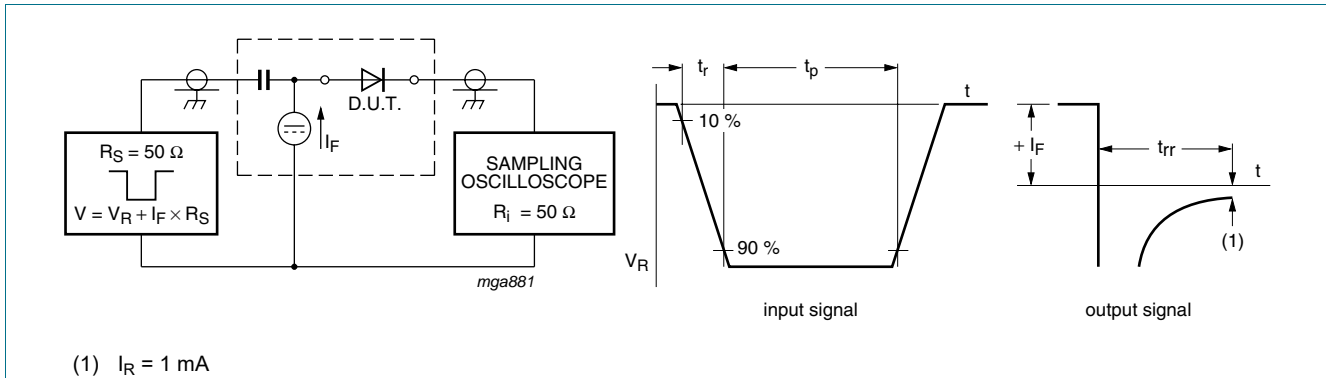 R_S = 50 Ω
V = V_R + I_F × R_S
I_F
D.U.T.
SAMPLING
OSCILLOSCOPE
R_i = 50 Ω
mga881
t_r
t_p
t
10 %
90 %
V_R
input signal
+ I_F
t_rr
t
(1)
output signal
(1) I_R = 1 mA